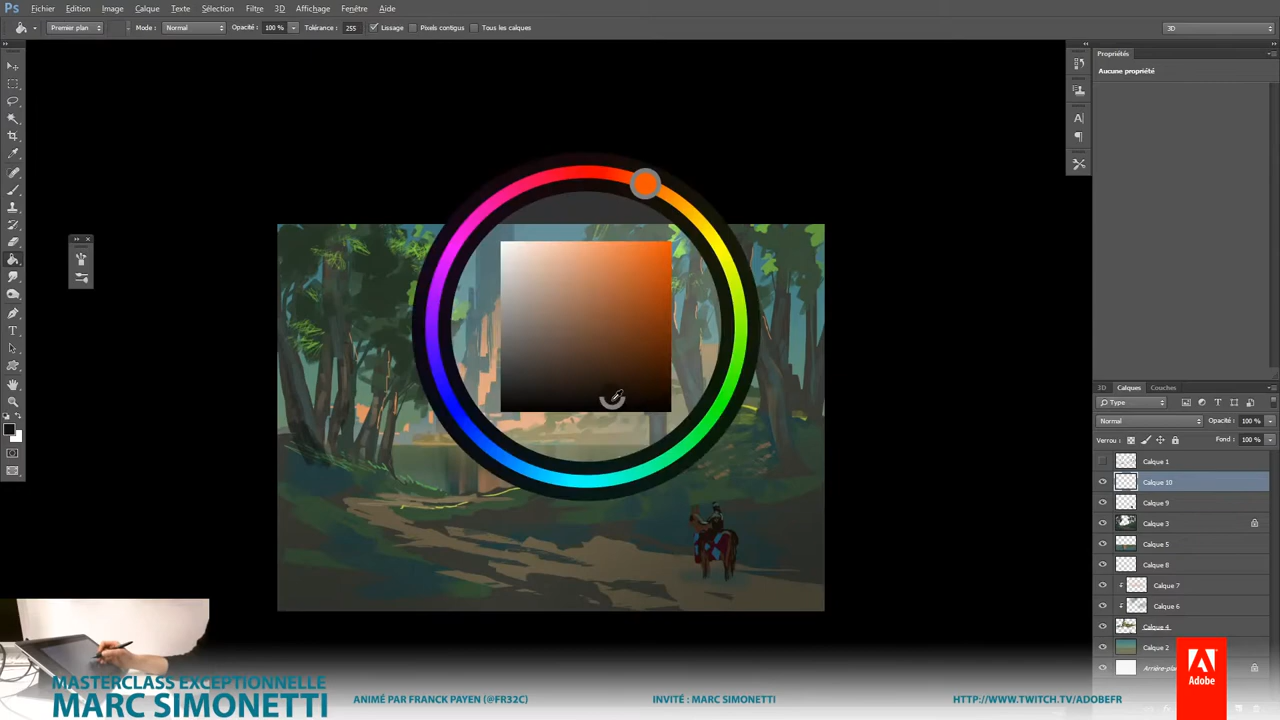 Ps Fichier Edition Image Calque Texte Sélection Filtre 3D Affichage Fenêtre Aide
Premier plan Mode : Normal Opacité : 100 % Tolérance : 255 Lissage Pixels contigus Tous les calques 3D
Propriétés
Aucune propriété
3D Calques Couches
Type
Normal Opacité : 100 %
Verrou : Fond : 100 %
Calque 1
Calque 10
Calque 9
Calque 3
Calque 5
Calque 8
Calque 7
Calque 6
Calque 4
Calque 2
Adobe
MASTERCLASS EXCEPTIONNELLE
MARC SIMONETTI
ANIMÉ PAR FRANCK PAYEN (@FR32C)
INVITÉ : MARC SIMONETTI
HTTP://WWW.TWITCH.TV/ADOBEFR